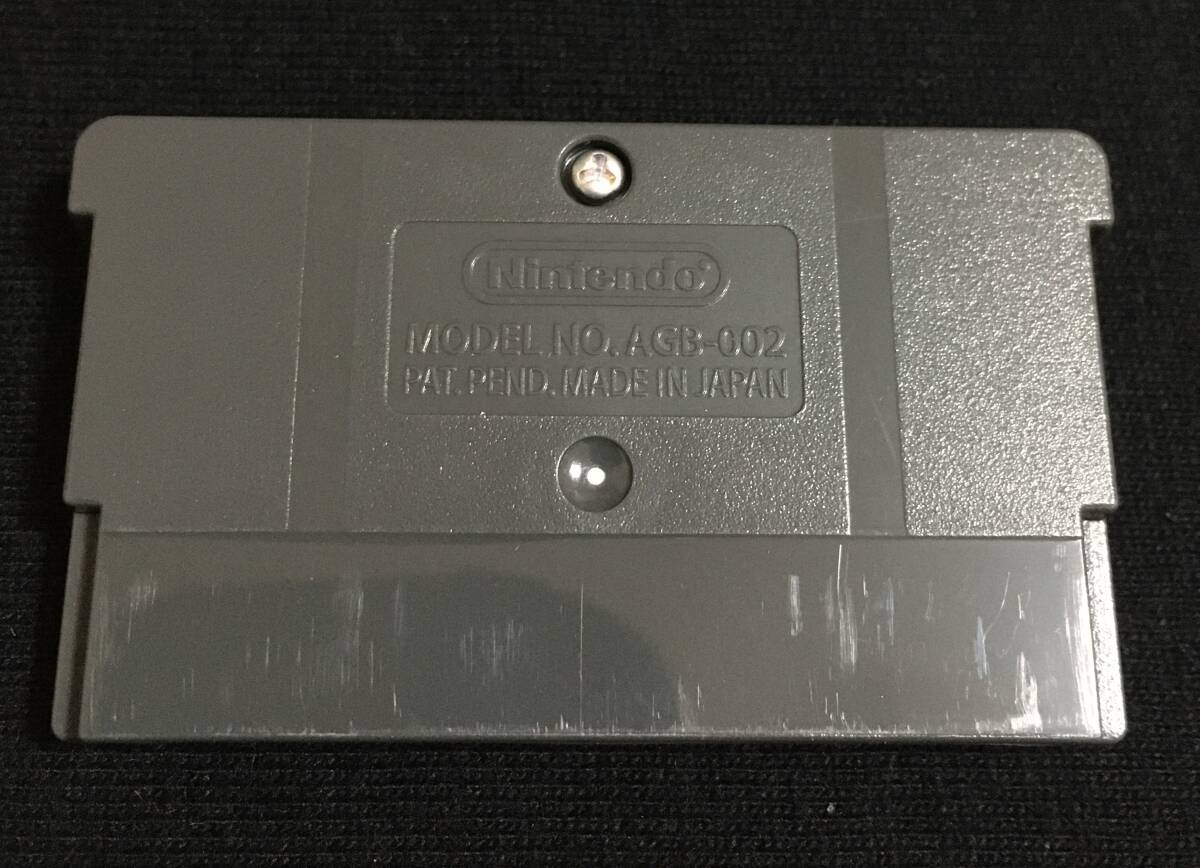 Nintendo
MODEL NO. AGB-002
PAT. PEND. MADE IN JAPAN